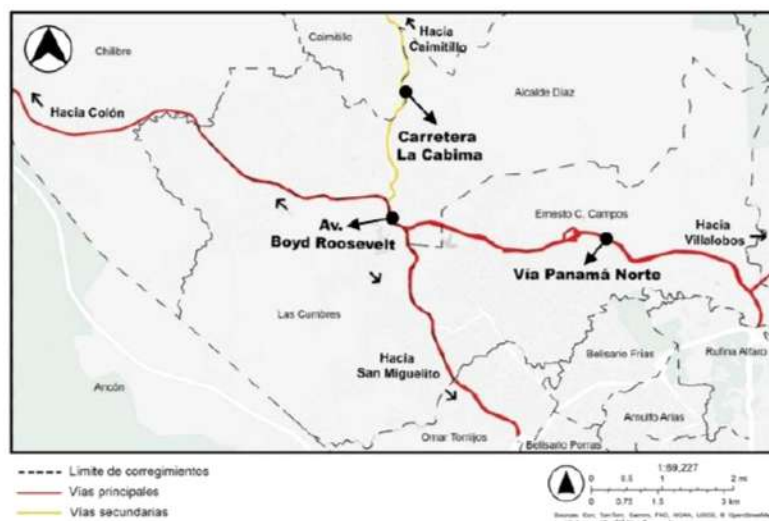 Chilibre
Caimitillo
Hacia
Caimitillo
Hacia Colón
Alcalde Díaz
Carretera
La Cabima
Av.
Boyd Roosevelt
Ernesto C. Campos
Hacia
Villalobos
Vía Panamá Norte
Las Cumbres
Hacia
San Miguelito
Belisario Frías
Rufina Alfaro
Ancón
Arnulfo Arias
Omar Torrijos
Belisario Porras
Límite de corregimientos
Vías principales
Vías secundarias
1:69,227
0 0.5 1 2 mi
0 0.75 1.5 3 km